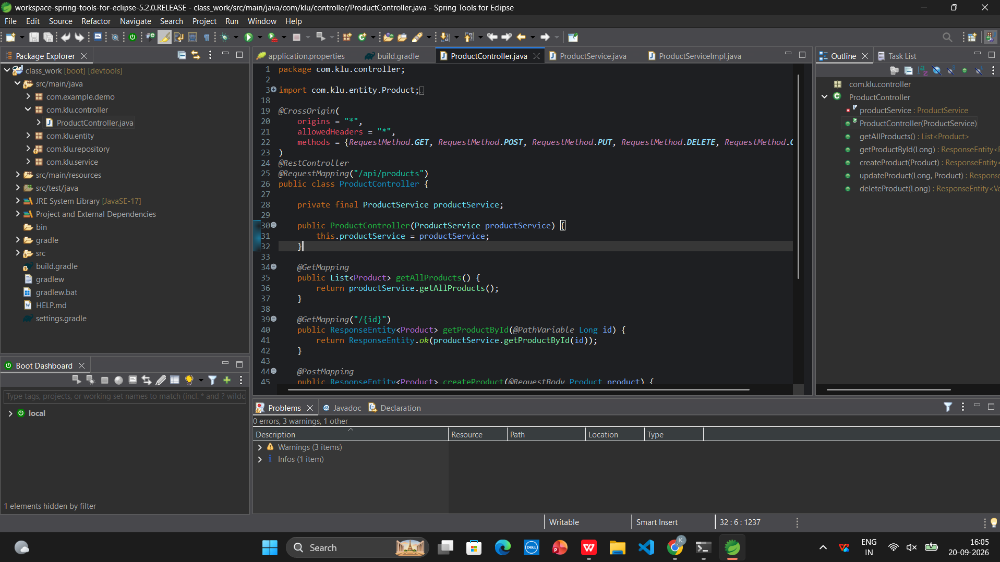 workspace-spring-tools-for-eclipse-5.2.0.RELEASE - class_work/src/main/java/com/klu/controller/ProductController.java - Spring Tools for Eclipse
File Edit Source Refactor Navigate Search Project Run Window Help
Package Explorer
class_work [boot] [devtools]
src/main/java
com.example.demo
com.klu.controller
ProductController.java
com.klu.entity
com.klu.repository
com.klu.service
src/main/resources
src/test/java
JRE System Library [JavaSE-17]
Project and External Dependencies
bin
gradle
src
build.gradle
gradlew
gradlew.bat
HELP.md
settings.gradle
Boot Dashboard
Type tags, projects, or working set names to match (incl. * and ? wildc
local
1 elements hidden by filter
application.properties build.gradle ProductController.java ProductService.java ProductServiceImpl.java
1 package com.klu.controller;
2
3 import com.klu.entity.Product;
18
19 @CrossOrigin(
20 origins = "*",
21 allowedHeaders = "*",
22 methods = {RequestMethod.GET, RequestMethod.POST, RequestMethod.PUT, RequestMethod.DELETE, RequestMethod.
23 )
24 @RestController
25 @RequestMapping("/api/products")
26 public class ProductController {
27
28 private final ProductService productService;
29
30 public ProductController(ProductService productService) {
31 this.productService = productService;
32 }
33
34 @GetMapping
35 public List<Product> getAllProducts() {
36 return productService.getAllProducts();
37 }
38
39 @GetMapping("/{id}")
40 public ResponseEntity<Product> getProductById(@PathVariable Long id) {
41 return ResponseEntity.ok(productService.getProductById(id));
42 }
43
44 @PostMapping
45 public ResponseEntity<Product> createProduct(@RequestBody Product product) {
Outline Task List
com.klu.controller
ProductController
productService : ProductService
ProductController(ProductService)
getAllProducts() : List<Product>
getProductById(Long) : ResponseEntity<
createProduct(Product) : ResponseEntity<
updateProduct(Long, Product) : Response
deleteProduct(Long) : ResponseEntity<
Problems Javadoc Declaration
0 errors, 3 warnings, 1 other
Description Resource Path Location Type
Warnings (3 items)
Infos (1 item)
Writable Smart Insert 32 : 6 : 1237
Search
DELL
K
ENG
IN
16:05
20-09-2026